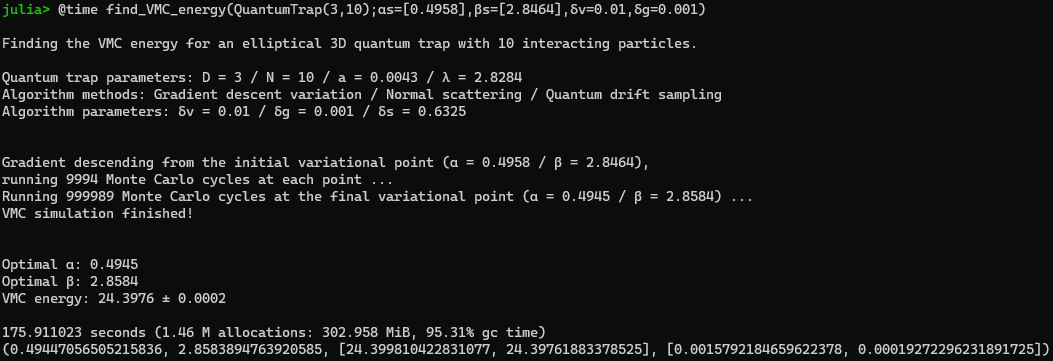 julia> @time find_VMC_energy(QuantumTrap(3,10);αs=[0.4958],βs=[2.8464],δv=0.01,δg=0.001)
Finding the VMC energy for an elliptical 3D quantum trap with 10 interacting particles.
Quantum trap parameters: D = 3 / N = 10 / a = 0.0043 / λ = 2.8284
Algorithm methods: Gradient descent variation / Normal scattering / Quantum drift sampling
Algorithm parameters: δv = 0.01 / δg = 0.001 / δs = 0.6325
Gradient descending from the initial variational point (α = 0.4958 / β = 2.8464),
running 9994 Monte Carlo cycles at each point ...
Running 999989 Monte Carlo cycles at the final variational point (α = 0.4945 / β = 2.8584) ...
VMC simulation finished!
Optimal α: 0.4945
Optimal β: 2.8584
VMC energy: 24.3976 ± 0.0002
175.911023 seconds (1.46 M allocations: 302.958 MiB, 95.31% gc time)
(0.49447056505215836, 2.8583894763920585, [24.399810422831077, 24.39761883378525], [0.0015792184659622378, 0.00019272296231891725])